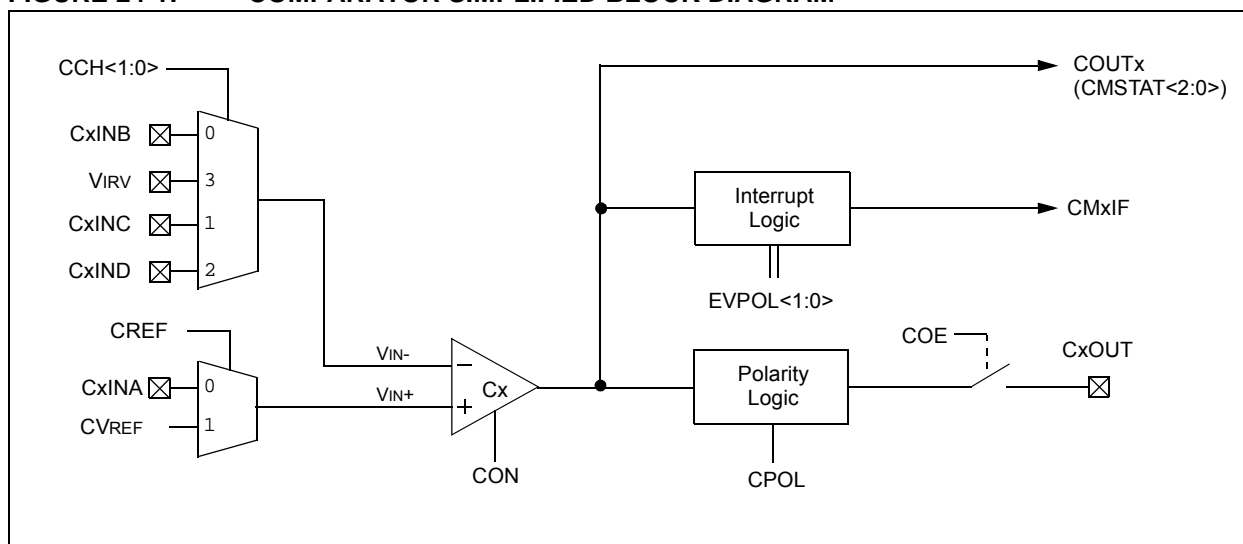 CCH<1:0>
CxINB
0
VIRV
3
CxINC
1
CxIND
2
CREF
CxINA
0
CVREF
1
VIN-
VIN+
−
+
Cx
CON
COUTx
(CMSTAT<2:0>)
Interrupt
Logic
CMxIF
EVPOL<1:0>
Polarity
Logic
CPOL
COE
CxOUT